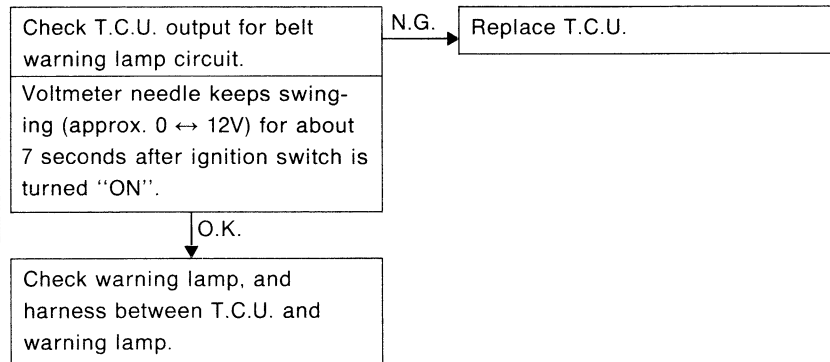 Check T.C.U. output for belt
warning lamp circuit.
N.G.
Replace T.C.U.
Voltmeter needle keeps swing-
ing (approx. 0 ↔ 12V) for about
7 seconds after ignition switch is
turned “ON”.
O.K.
Check warning lamp, and
harness between T.C.U. and
warning lamp.